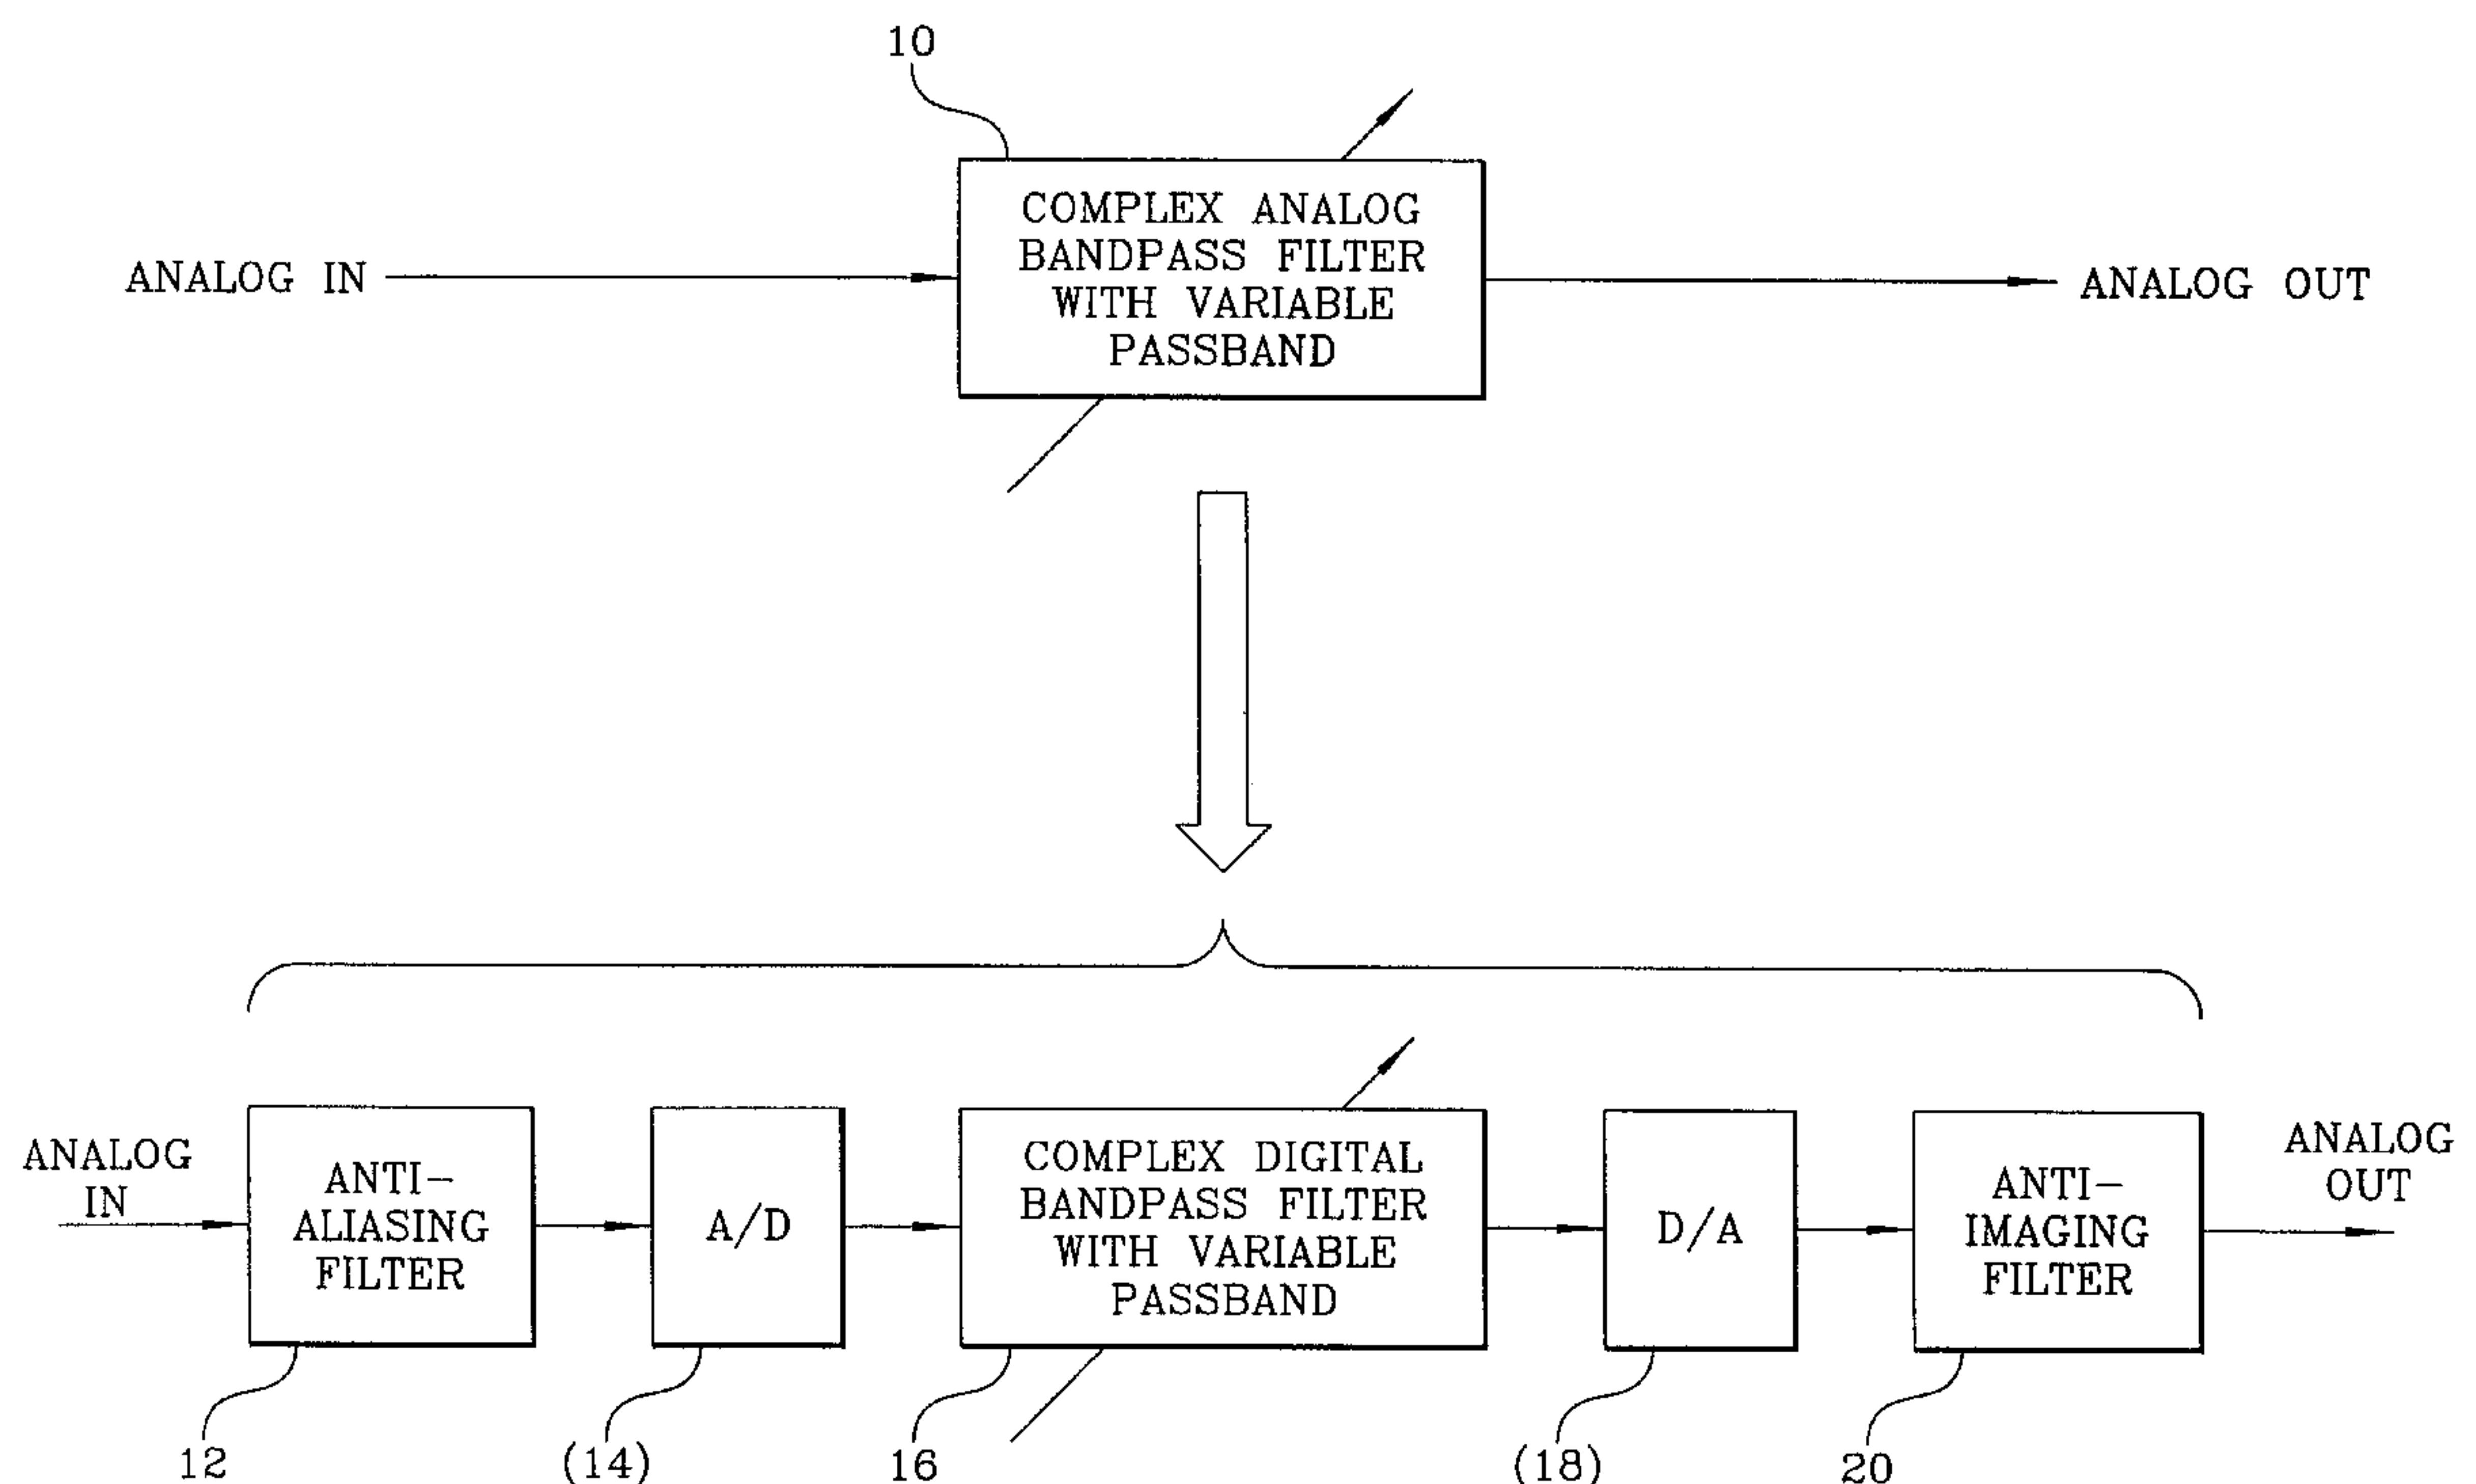 10
COMPLEX ANALOG
BANDPASS FILTER
WITH VARIABLE
PASSBAND
ANALOG IN
ANALOG OUT
ANALOG
IN
ANTI-
ALIASING
FILTER
A/D
COMPLEX DIGITAL
BANDPASS FILTER
WITH VARIABLE
PASSBAND
D/A
ANTI-
IMAGING
FILTER
ANALOG
OUT
12
(14)
16
(18)
20